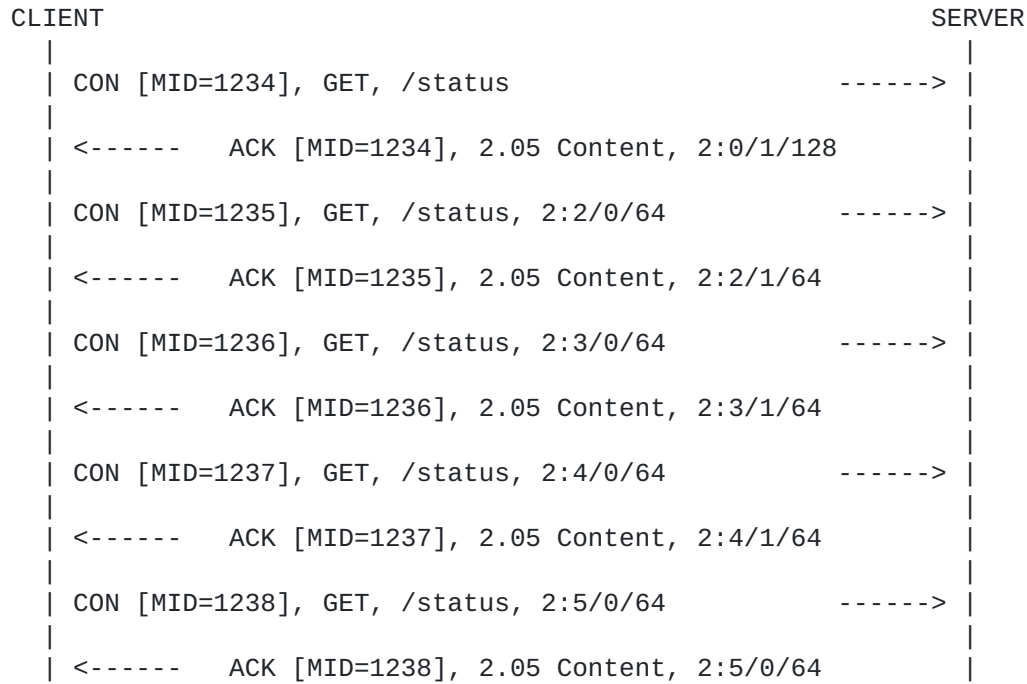 CLIENT                                                     SERVER
  |                                                          |
  | CON [MID=1234], GET, /status                     ------> |
  |                                                          |
  | <------   ACK [MID=1234], 2.05 Content, 2:0/1/128        |
  |                                                          |
  | CON [MID=1235], GET, /status, 2:2/0/64           ------> |
  |                                                          |
  | <------   ACK [MID=1235], 2.05 Content, 2:2/1/64         |
  |                                                          |
  | CON [MID=1236], GET, /status, 2:3/0/64           ------> |
  |                                                          |
  | <------   ACK [MID=1236], 2.05 Content, 2:3/1/64         |
  |                                                          |
  | CON [MID=1237], GET, /status, 2:4/0/64           ------> |
  |                                                          |
  | <------   ACK [MID=1237], 2.05 Content, 2:4/1/64         |
  |                                                          |
  | CON [MID=1238], GET, /status, 2:5/0/64           ------> |
  |                                                          |
  | <------   ACK [MID=1238], 2.05 Content, 2:5/0/64         |